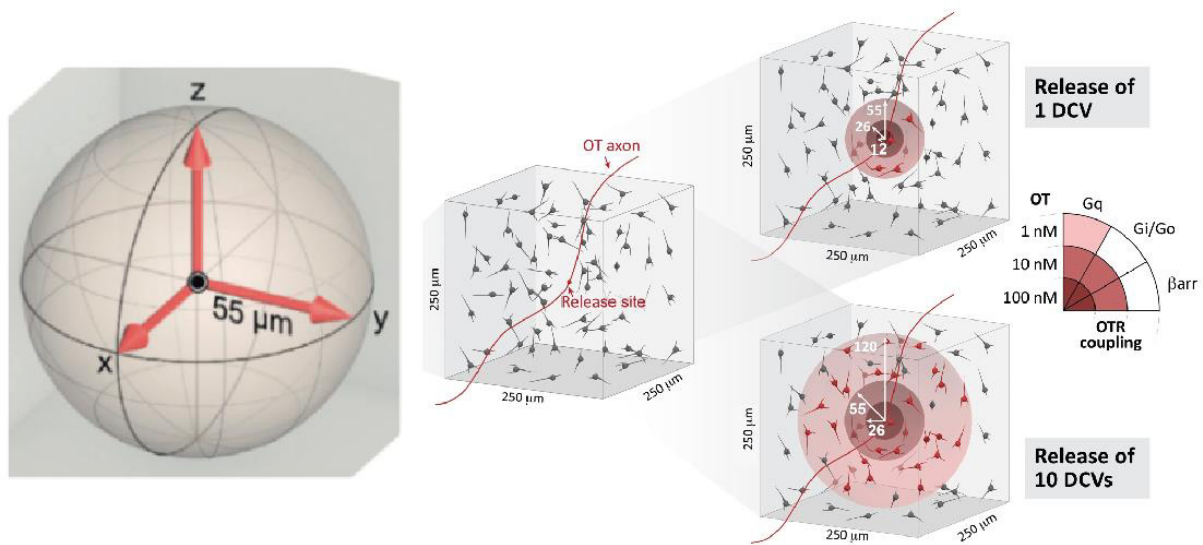 z
55 µm
y
x
OT axon
Release site
250 µm
250 µm
250 µm
55
26
12
250 µm
250 µm
250 µm
Release of
1 DCV
OT
Gq
Gi/Go
βarr
1 nM
10 nM
100 nM
OTR
coupling
120
55
26
250 µm
250 µm
250 µm
Release of
10 DCVs